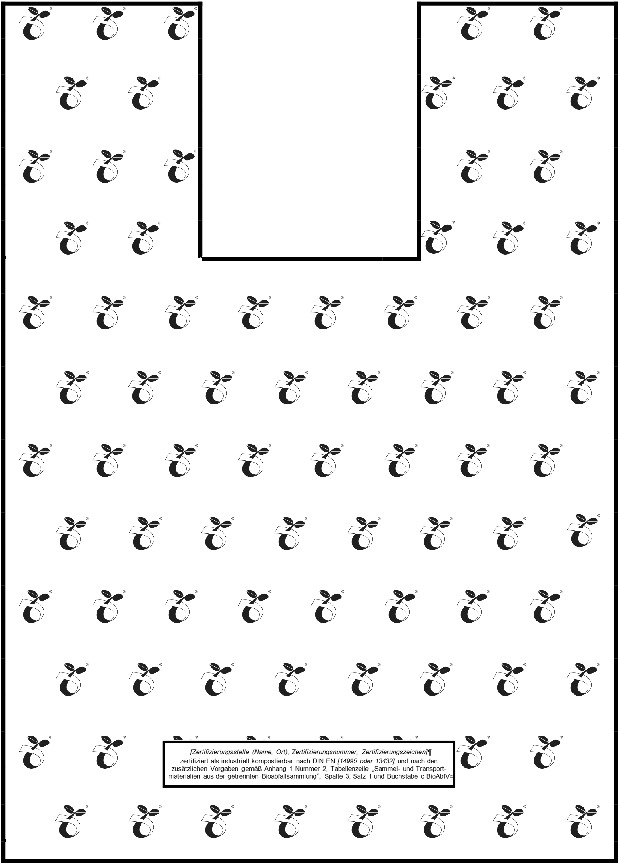 [Zertifizierungsstelle (Name, Ort), Zertifizierungsnummer, Zertifizierungszeichen]¶
zertifiziert als industriell kompostierbar nach DIN EN [14995 oder 13432] und nach den
zusätzlichen Vorgaben gemäß Anhang 1 Nummer 2, Tabellenzeile „Sammel- und Transport-
materialien aus der getrennten Bioabfallsammlung“, Spalte 3, Satz 1 und Buchstabe c BioAbfV¤